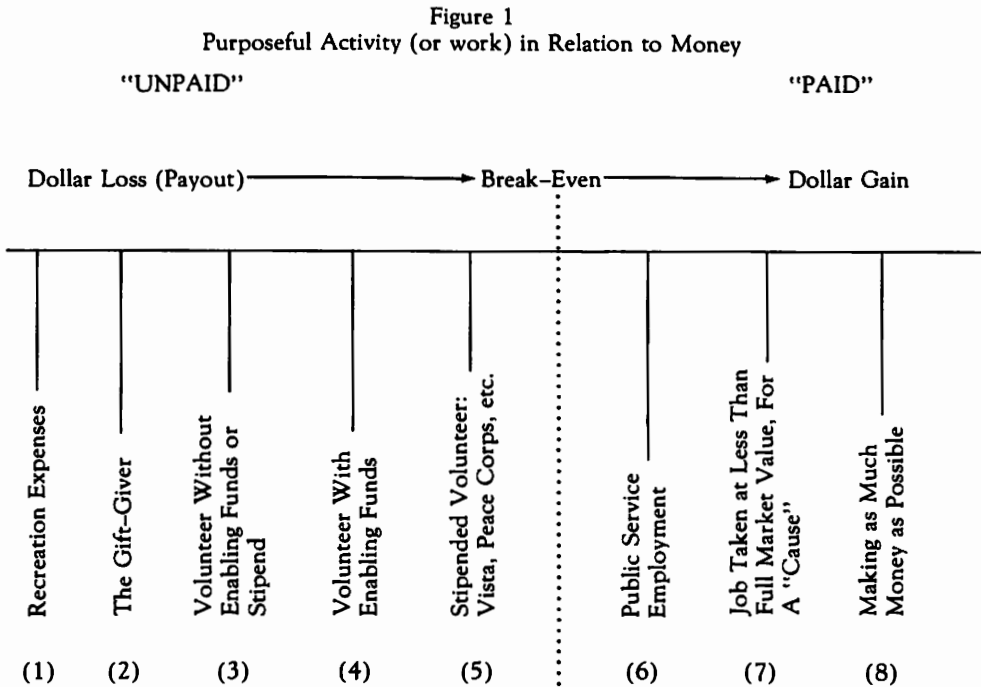 Figure 1
Purposeful Activity (or work) in Relation to Money
"UNPAID"
"PAID"
Dollar Loss (Payout)
Break-Even
Dollar Gain
Recreation Expenses
The Gift-Giver
Volunteer Without
Enabling Funds or
Stipend
Volunteer With
Enabling Funds
Stipended Volunteer:
Vista, Peace Corps, etc.
Public Service
Employment
Job Taken at Less Than
Full Market Value, For
A "Cause"
Making as Much
Money as Possible
(1) (2) (3) (4) (5) (6) (7) (8)